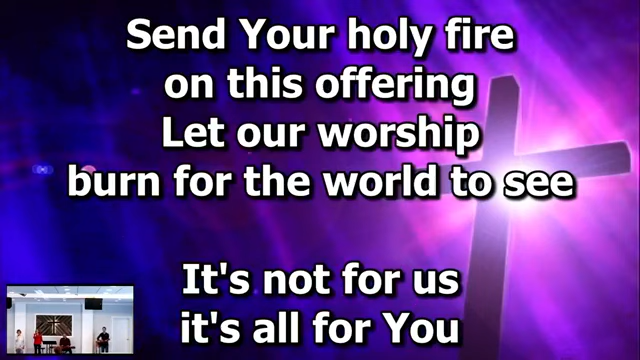 Send Your holy fire
on this offering
Let our worship
burn for the world to see
It's not for us
it's all for You